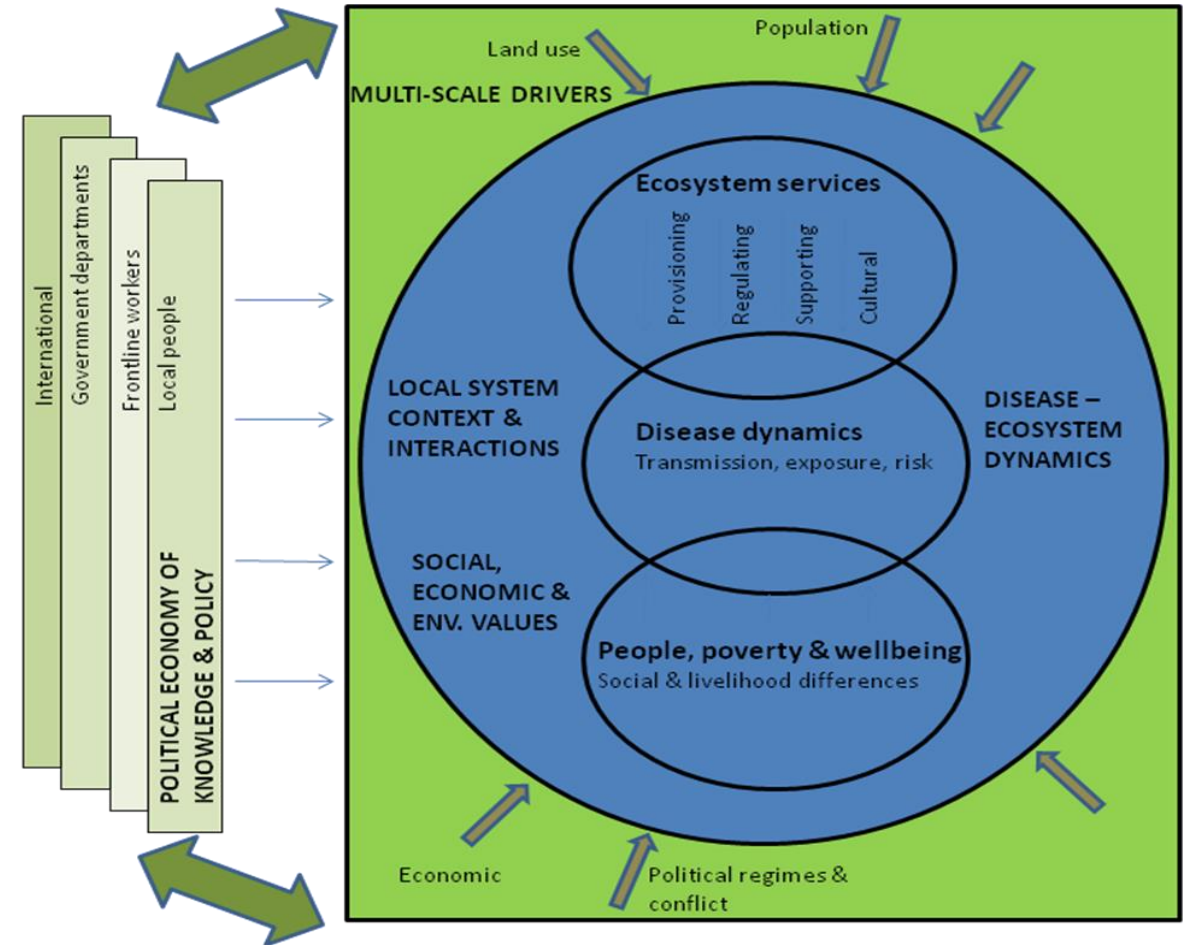 International
Government departments
Frontline workers
Local people
POLITICAL ECONOMY OF
KNOWLEDGE & POLICY
Land use
Population
MULTI-SCALE DRIVERS
Ecosystem services
Provisioning
Regulating
Supporting
Cultural
LOCAL SYSTEM
CONTEXT &
INTERACTIONS
Disease dynamics
Transmission, exposure, risk
DISEASE –
ECOSYSTEM
DYNAMICS
SOCIAL,
ECONOMIC &
ENV. VALUES
People, poverty & wellbeing
Social & livelihood differences
Economic
Political regimes &
conflict